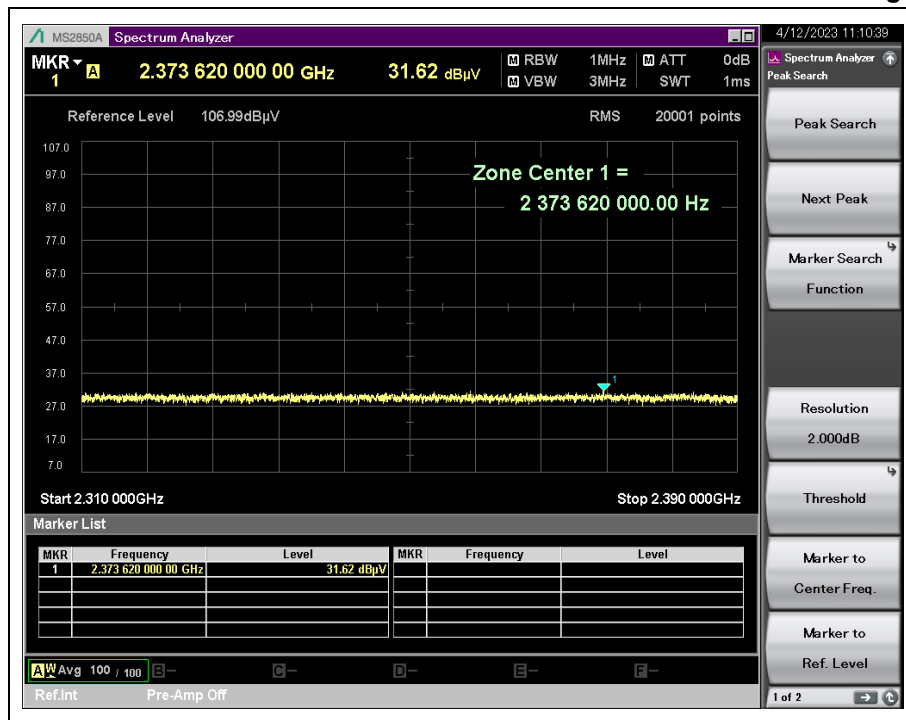 MS2850A Spectrum Analyzer
4/12/2023 11:10:39
MKR 1 A 2.373 620 000 00 GHz 31.62 dBµV
M RBW 1MHz M ATT 0dB
M VBW 3MHz SWT 1ms
Reference Level 106.99dBµV RMS 20001 points
107.0
97.0
87.0
77.0
67.0
57.0
47.0
37.0
27.0
17.0
7.0
Zone Center 1 =
2 373 620 000.00 Hz
1
Start 2.310 000GHz Stop 2.390 000GHz
Marker List
MKR Frequency Level MKR Frequency Level
1 2.373 620 000 00 GHz 31.62 dBµV
A W Avg 100 / 100 B- C- D- E- F-
Ref.Int Pre-Amp Off
Spectrum Analyzer
Peak Search
Peak Search
Next Peak
Marker Search
Function
Resolution
2.000dB
Threshold
Marker to
Center Freq.
Marker to
Ref. Level
1 of 2